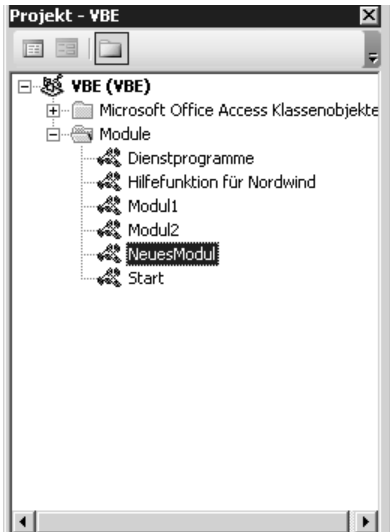 Projekt - VBE
VBE (VBE)
Microsoft Office Access Klassenobjekte
Module
Dienstprogramme
Hilfefunktion für Nordwind
Modul1
Modul2
NeuesModul
Start